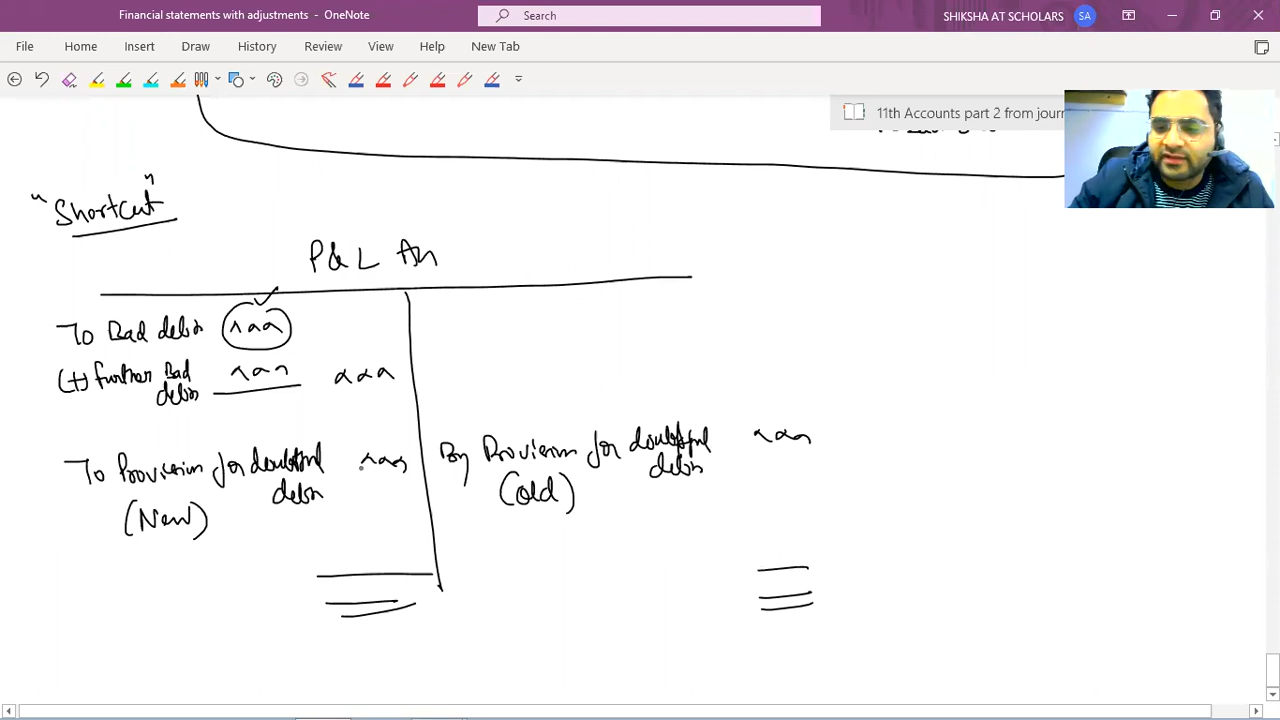 Financial statements with adjustments - OneNote
Search
SHIKSHA AT SCHOLARS
SA
File Home Insert Draw History Review View Help New Tab
11th Accounts part 2 from jour
"Shortcut"
P & L A/c
To Bad debts xxx
(+) further Bad debts xxx xxx
To Provision for doubtful debts xxx
(New)
By Provision for doubtful debts xxx
(old)